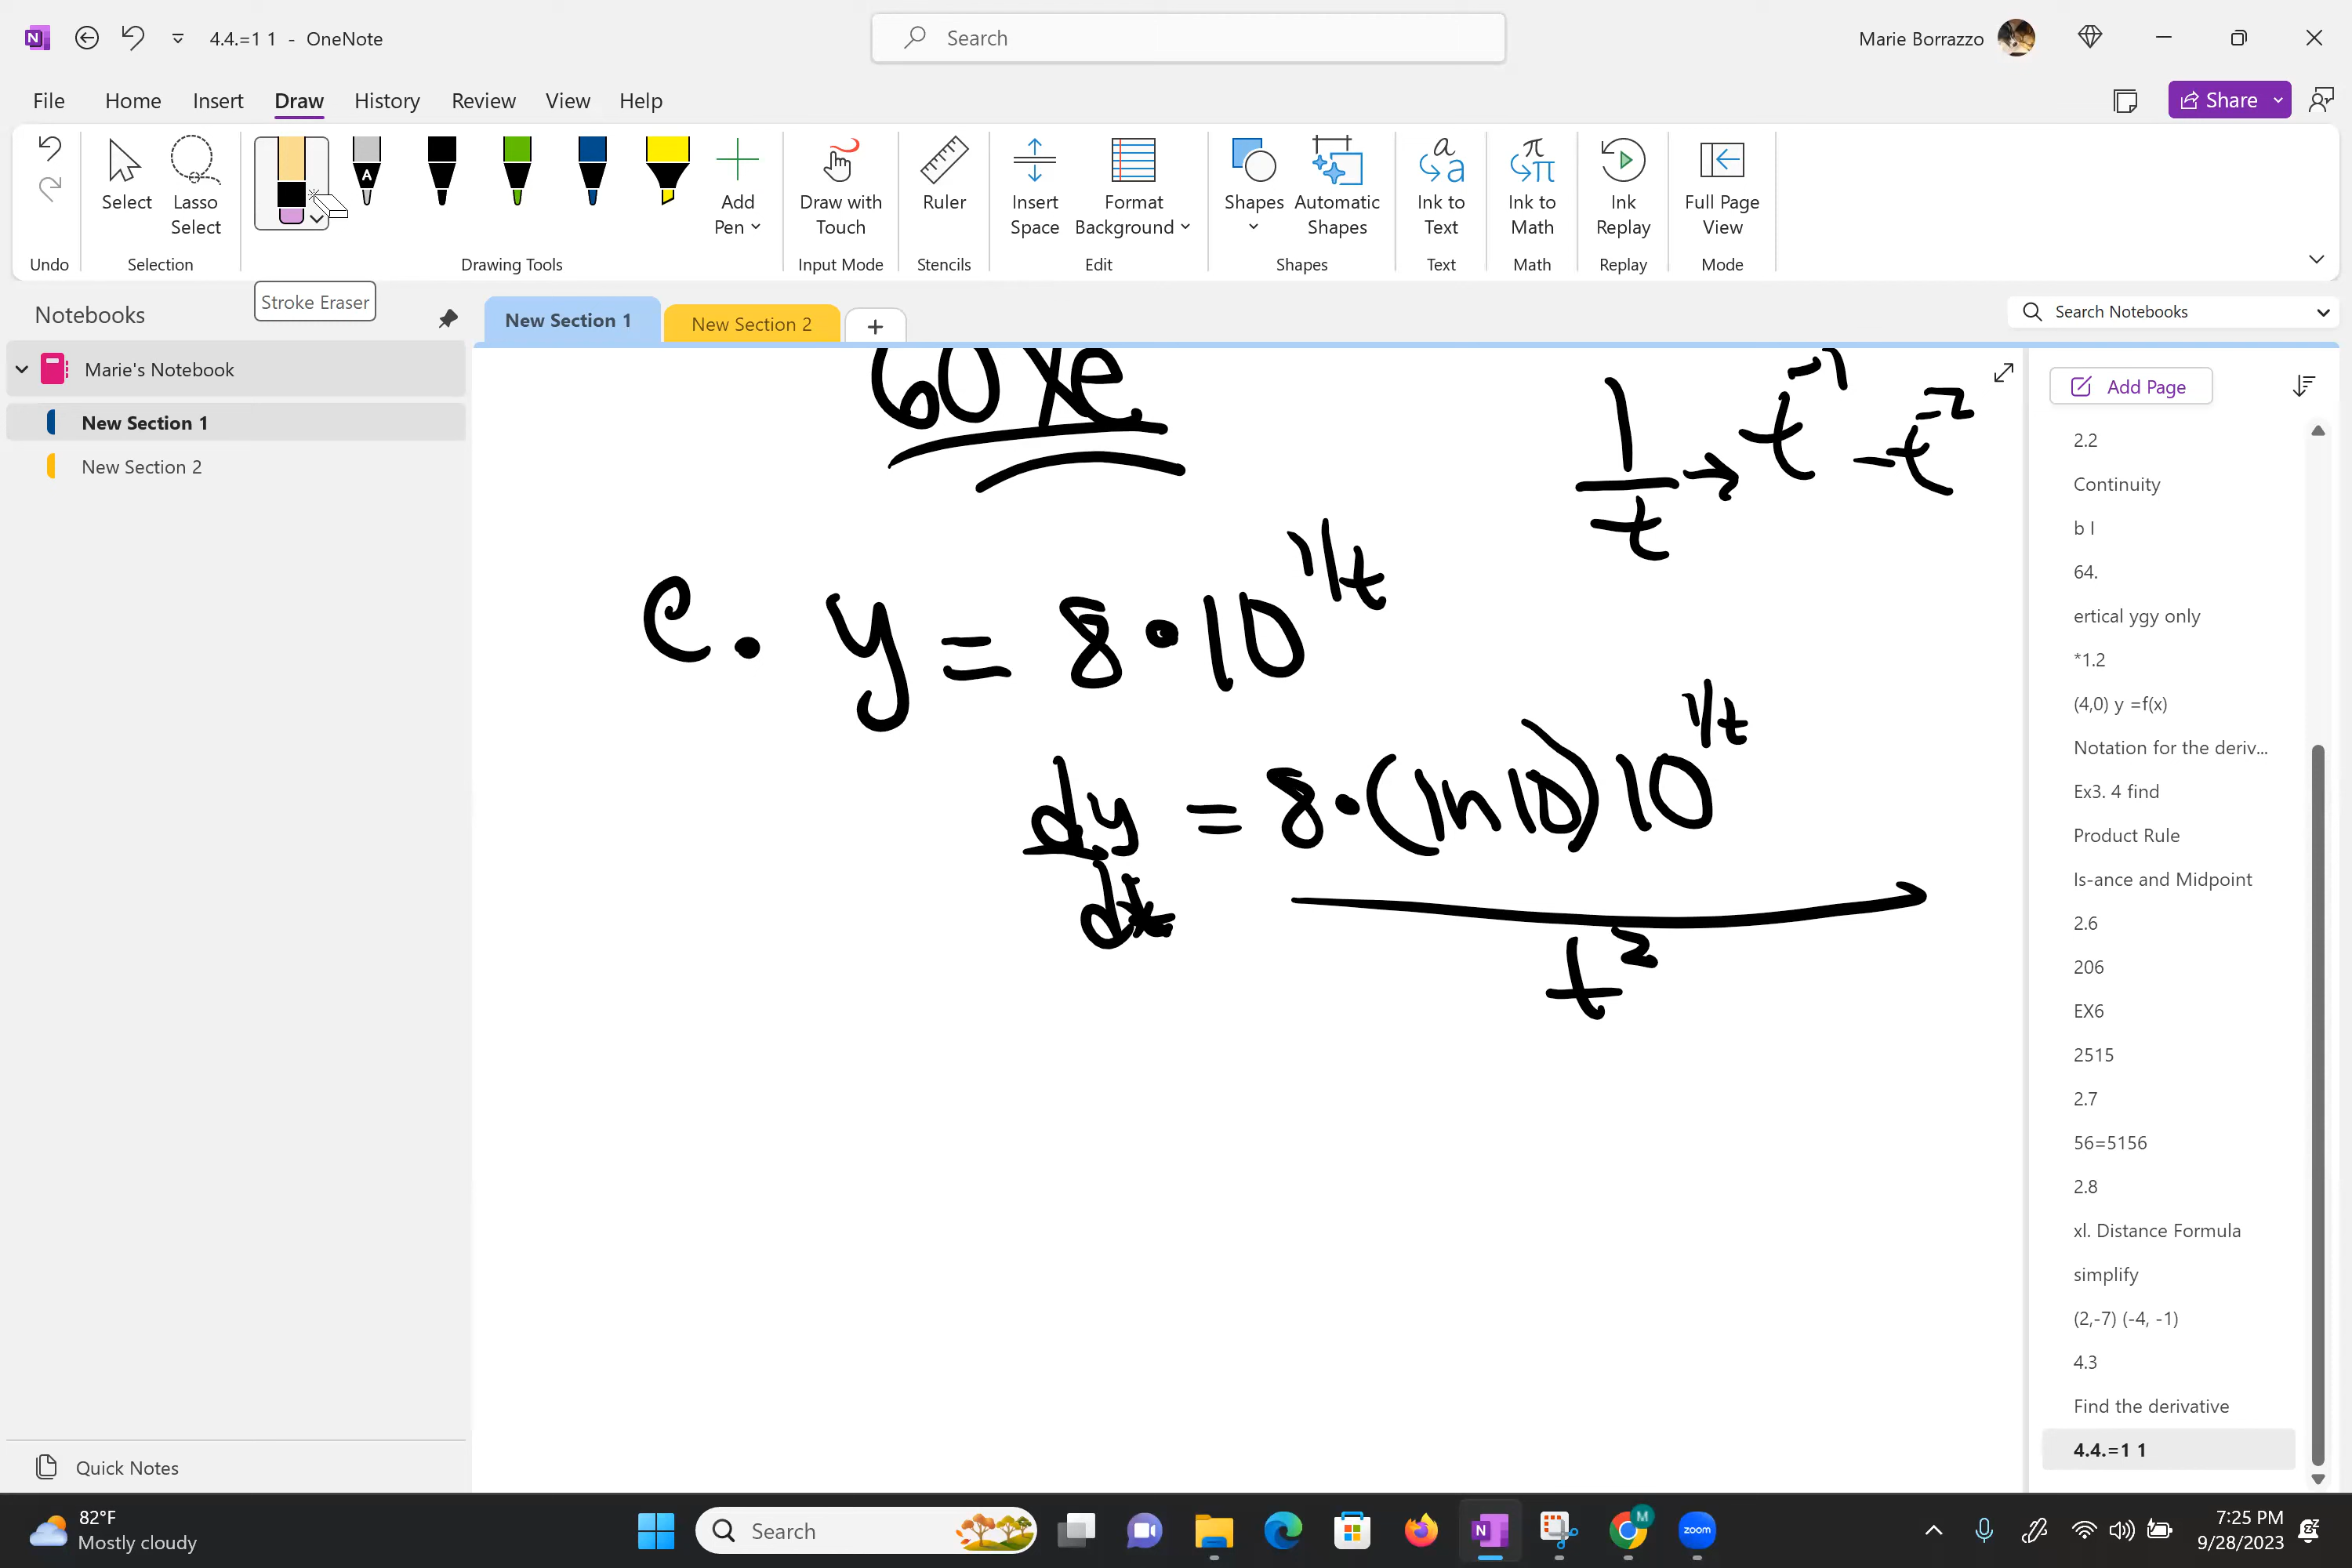 4.4.=1 1 - OneNote
Search
Marie Borrazzo
File Home Insert Draw History Review View Help
Share
Select
Lasso Select
A
Add Pen
Draw with Touch
Ruler
Insert Space
Format Background
Shapes
Automatic Shapes
Ink to Text
Ink to Math
Ink Replay
Full Page View
Undo
Selection
Drawing Tools
Input Mode
Stencils
Edit
Shapes
Text
Math
Replay
Mode
Stroke Eraser
Notebooks
Marie's Notebook
New Section 1
New Section 2
Quick Notes
New Section 1
New Section 2
+
Search Notebooks
1/t → t^-1 -t^-2
e. y = 8 • 10^1/t
dy/dt = 8 • (ln 10) 10^1/t
t^2
Add Page
2.2
Continuity
b I
64.
ertical ygy only
*1.2
(4,0) y =f(x)
Notation for the deriv...
Ex3. 4 find
Product Rule
Is-ance and Midpoint
2.6
206
EX6
2515
2.7
56=5156
2.8
xl. Distance Formula
simplify
(2,-7) (-4, -1)
4.3
Find the derivative
4.4.=1 1
82°F
Mostly cloudy
Search
M
zoom
7:25 PM
9/28/2023